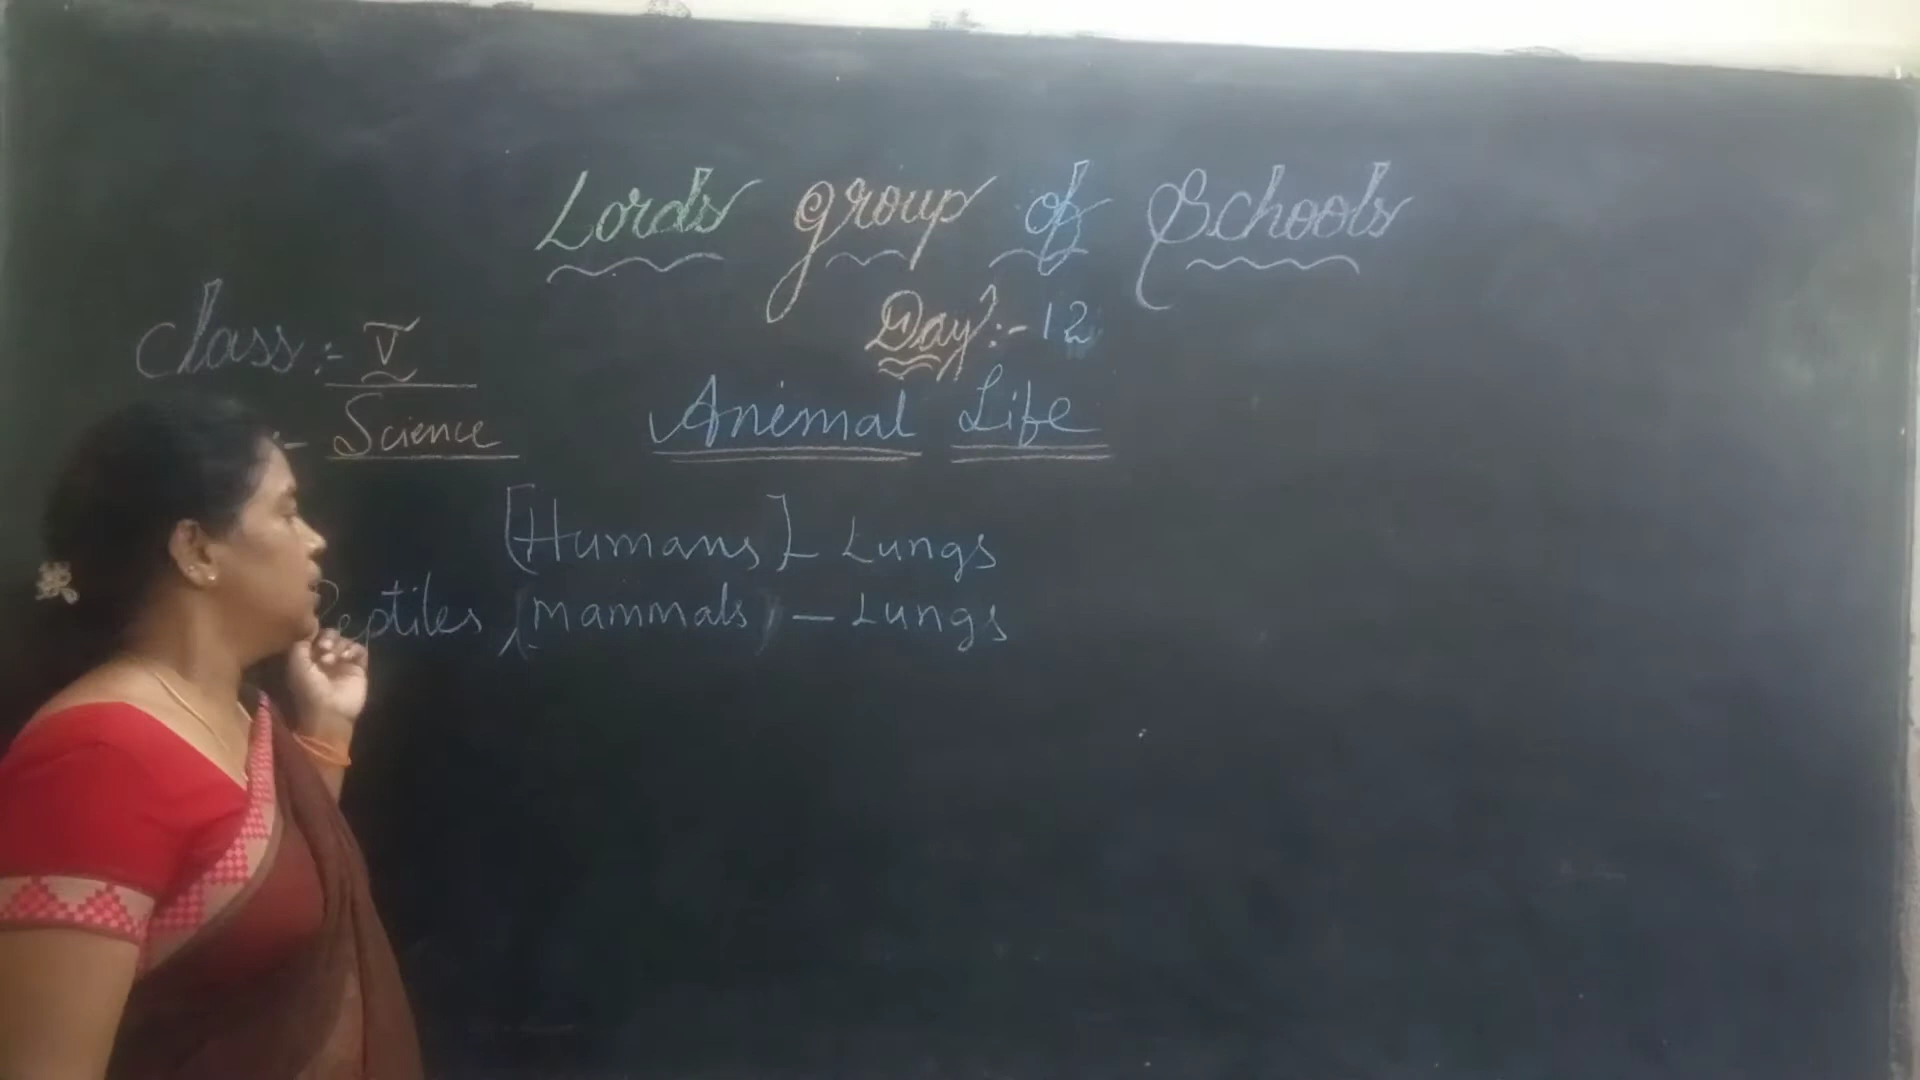 Lords group of Schools
Day:- 12
Class:- V
:- Science
Animal Life
[Humans] - Lungs
Reptiles, (mammals) - Lungs